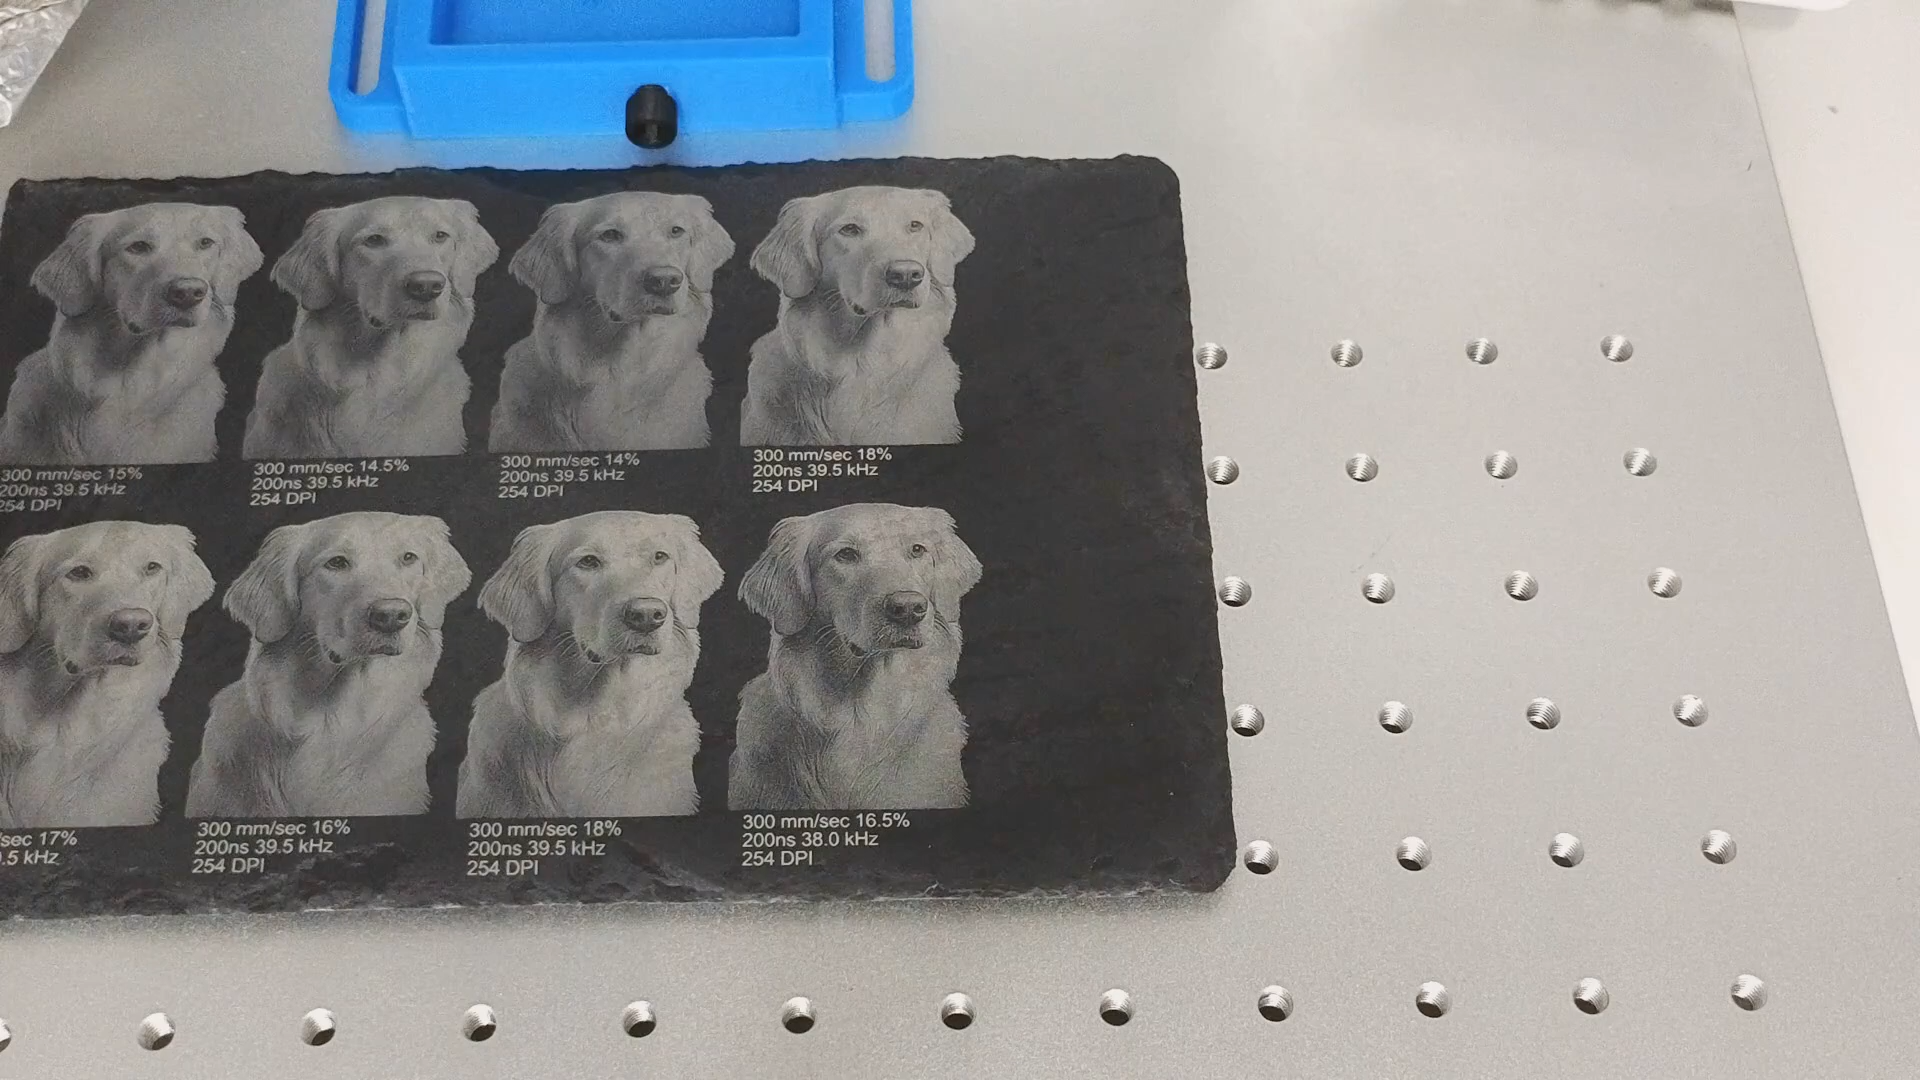 300 mm/sec 15%
200ns 39.5 kHz
254 DPI
300 mm/sec 14.5%
200ns 39.5 kHz
254 DPI
300 mm/sec 14%
200ns 39.5 kHz
254 DPI
300 mm/sec 18%
200ns 39.5 kHz
254 DPI
sec 17%
.5 kHz
300 mm/sec 16%
200ns 39.5 kHz
254 DPI
300 mm/sec 18%
200ns 39.5 kHz
254 DPI
300 mm/sec 16.5%
200ns 38.0 kHz
254 DPI